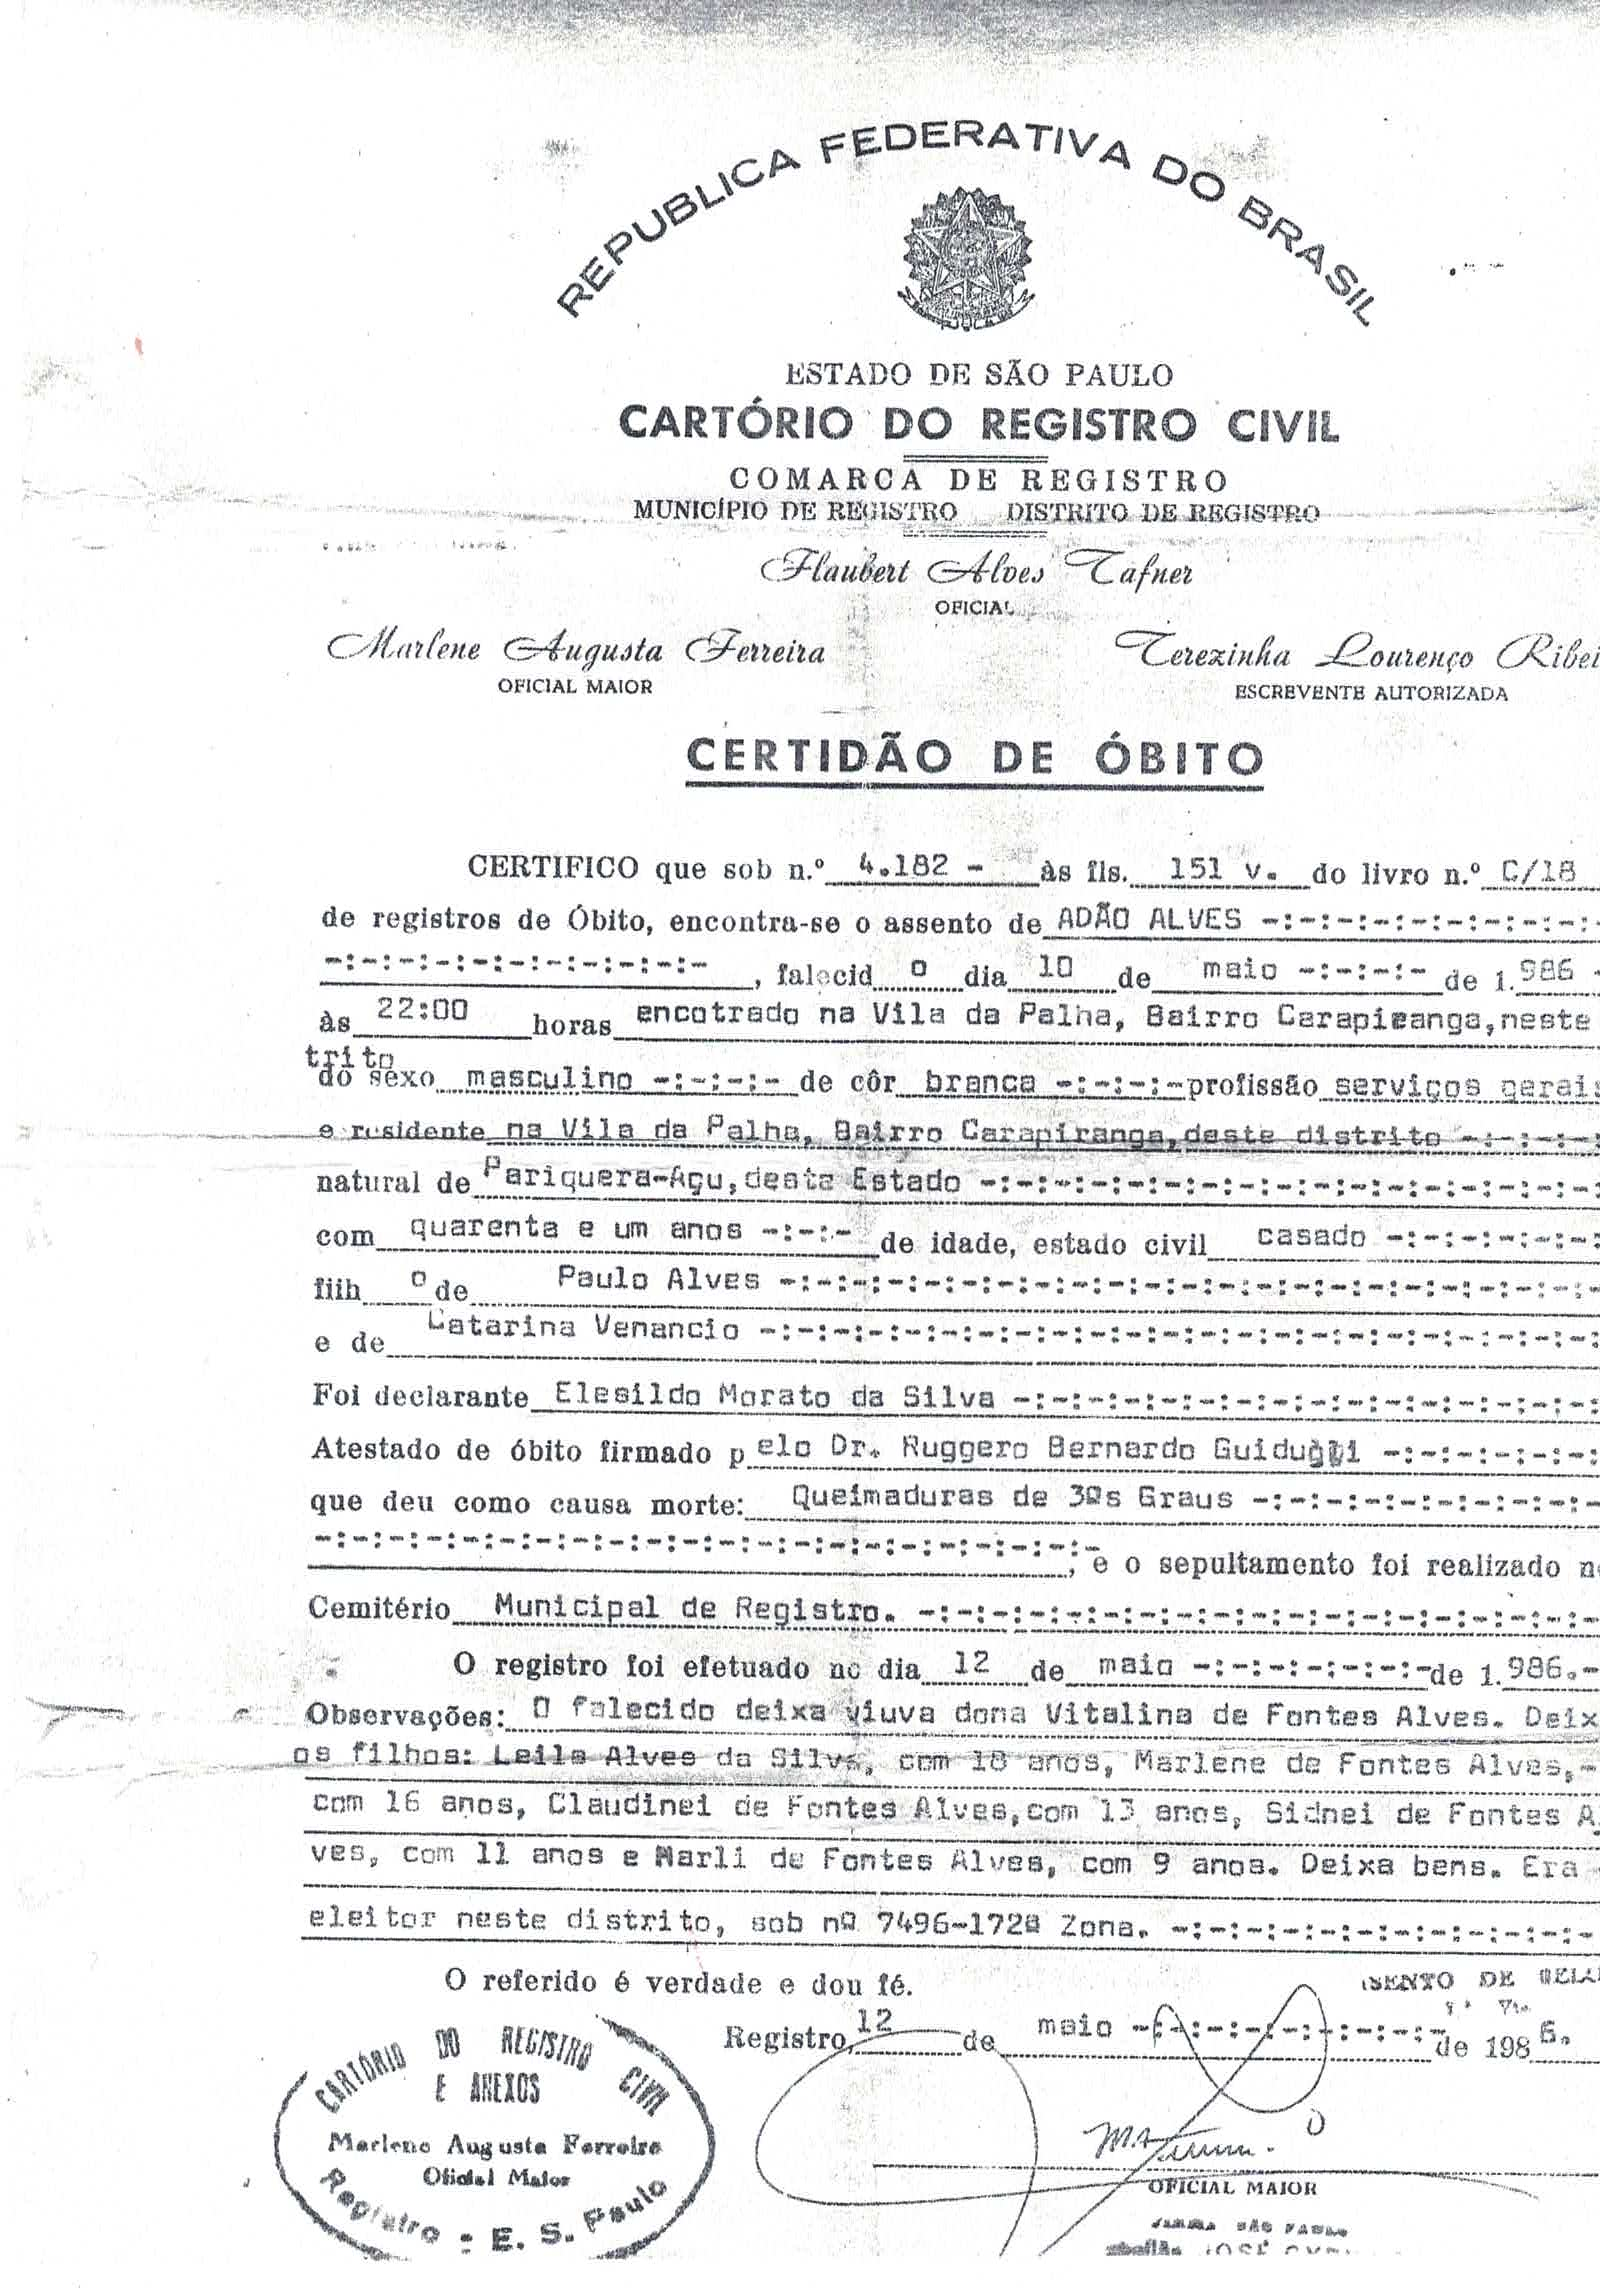 REPUBLICA FEDERATIVA DO BRASIL
ESTADO DE SÃO PAULO
CARTÓRIO DO REGISTRO CIVIL
COMARCA DE REGISTRO
MUNICÍPIO DE REGISTRO DISTRITO DE REGISTRO
Flaubert Alves Tafner
OFICIAL
Marlene Augusta Ferreira Terezinha Lourenço Ribei
OFICIAL MAIOR ESCREVENTE AUTORIZADA
CERTIDÃO DE ÓBITO
CERTIFICO que sob n.º 4.182 - às fls. 151 v. do livro n.º C/18
de registros de Óbito, encontra-se o assento de ADÃO ALVES -:-:-:-:-:-:-:-:-:-
-:-:-:-:-:-:-:-:-:-:-, falecido dia 10 de maio -:-:-:- de 1.986 -
às 22:00 horas encotrado na Vila da Palha, Bairro Carapiranga, neste
trito
do sexo masculino -:-:-:- de côr branca -:-:-:- profissão serviços gerais
e residente na Vila da Palha, Bairro Carapiranga, deste distrito -:-:-:-:
natural de Pariquera-Açu, deste Estado -:-:-:-:-:-:-:-:-:-:-:-:-:-:-:-:-:
com quarenta e um anos -:-:- de idade, estado civil casado -:-:-:-:-:-:
filho de Paulo Alves -:-:-:-:-:-:-:-:-:-:-:-:-:-:-:-:-:-:-:-:-:-:-
e de Catarina Venancio -:-:-:-:-:-:-:-:-:-:-:-:-:-:-:-:-:-:-:-:-:-:-
Foi declarante Elesildo Morato da Silva -:-:-:-:-:-:-:-:-:-:-:-:-:-:-:-:
Atestado de óbito firmado pelo Dr. Ruggero Bernardo Guidugli -:-:-:-:-:-:
que deu como causa morte: Queimaduras de 3ºs Graus -:-:-:-:-:-:-:-:-:-
-:-:-:-:-:-:-:-:-:-:-:-:-:-:-:-:-:-:-:-:-:-; e o sepultamento foi realizado no
Cemitério Municipal de Registro. -:-:-:-:-:-:-:-:-:-:-:-:-:-:-:-:-:-:-:-
O registro foi efetuado no dia 12 de maio -:-:-:-:-:-:- de 1.986.-
Observações: O falecido deixa viuva dona Vitalina de Fontes Alves. Deix
os filhos: Leila Alves da Silva, com 18 anos, Marlene de Fontes Alves,-
com 16 anos, Claudinei de Fontes Alves, com 13 anos, Sidnei de Fontes Al
ves, com 11 anos e Marli de Fontes Alves, com 9 anos. Deixa bens. Era
eleitor neste distrito, sob nº 7496-172ª Zona. -:-:-:-:-:-:-:-:-:-:-:-
O referido é verdade e dou fé.
Registro, 12 de maio -:-:-:-:-:-:-:-:- de 1986.
CARTÓRIO DO REGISTRO CIVIL
E ANEXOS
Marlene Augusta Ferreira
Oficial Maior
Registro - E. S. Paulo
OFICIAL MAIOR
SÃO PAULO
JOSÉ